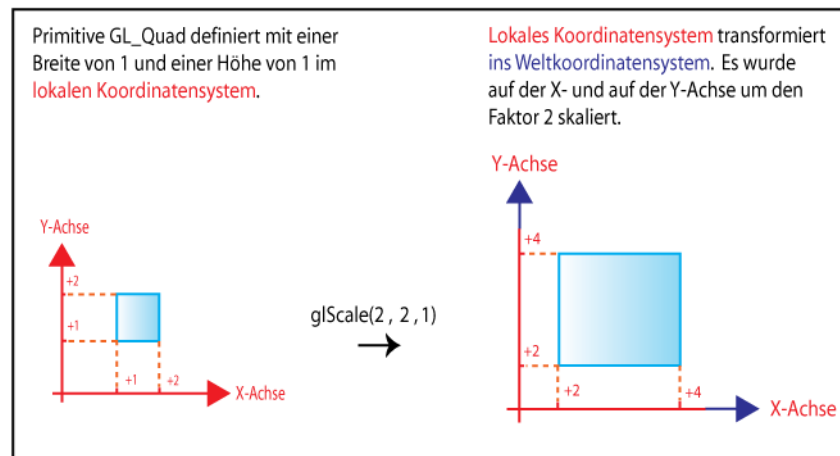 Primitive GL_Quad definiert mit einer
Breite von 1 und einer Höhe von 1 im
lokalen Koordinatensystem.
Lokales Koordinatensystem transformiert
ins Weltkoordinatensystem. Es wurde
auf der X- und auf der Y-Achse um den
Faktor 2 skaliert.
Y-Achse
+2
+1
+1
+2
X-Achse
glScale(2 , 2 ,1)
Y-Achse
+4
+2
+2
+4
X-Achse